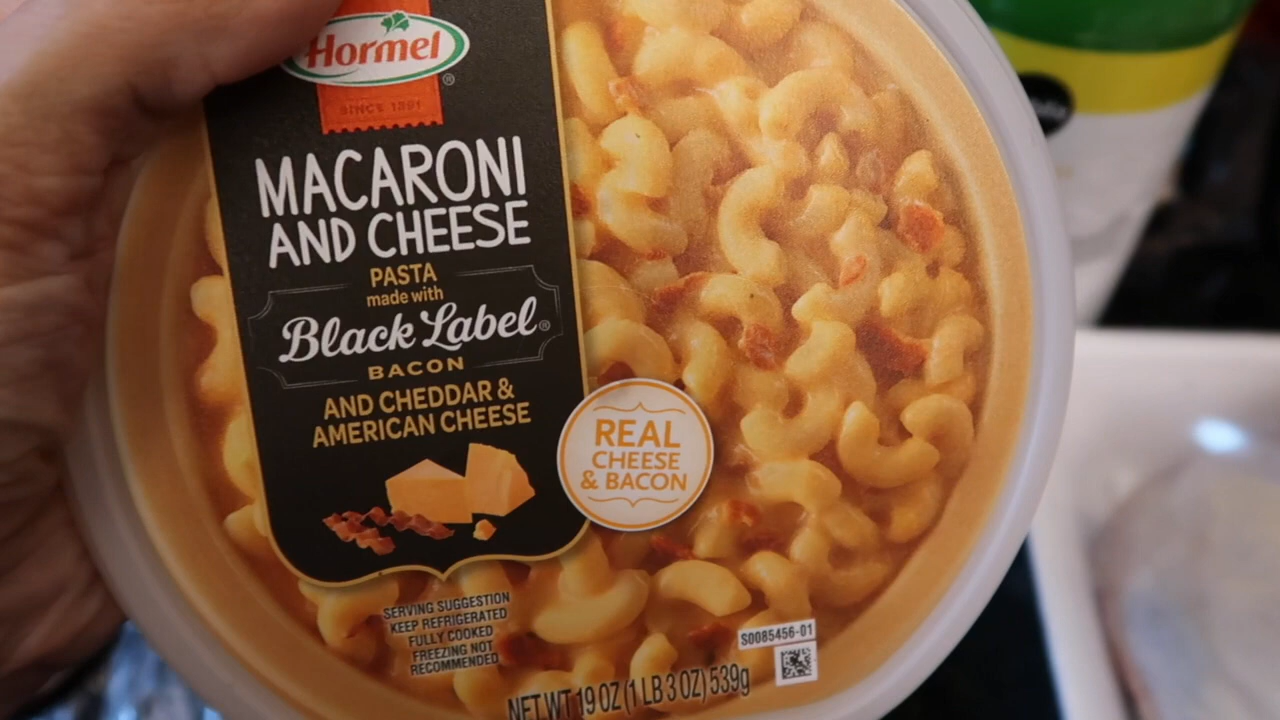 Hormel
®
SINCE 1891
MACARONI
AND CHEESE
PASTA
made with
Black Label®
BACON
AND CHEDDAR &
AMERICAN CHEESE
REAL
CHEESE
& BACON
SERVING SUGGESTION
KEEP REFRIGERATED
FULLY COOKED
FREEZING NOT
RECOMMENDED
S0085456-01
NET WT 19 OZ (1 LB 3 OZ) 539g